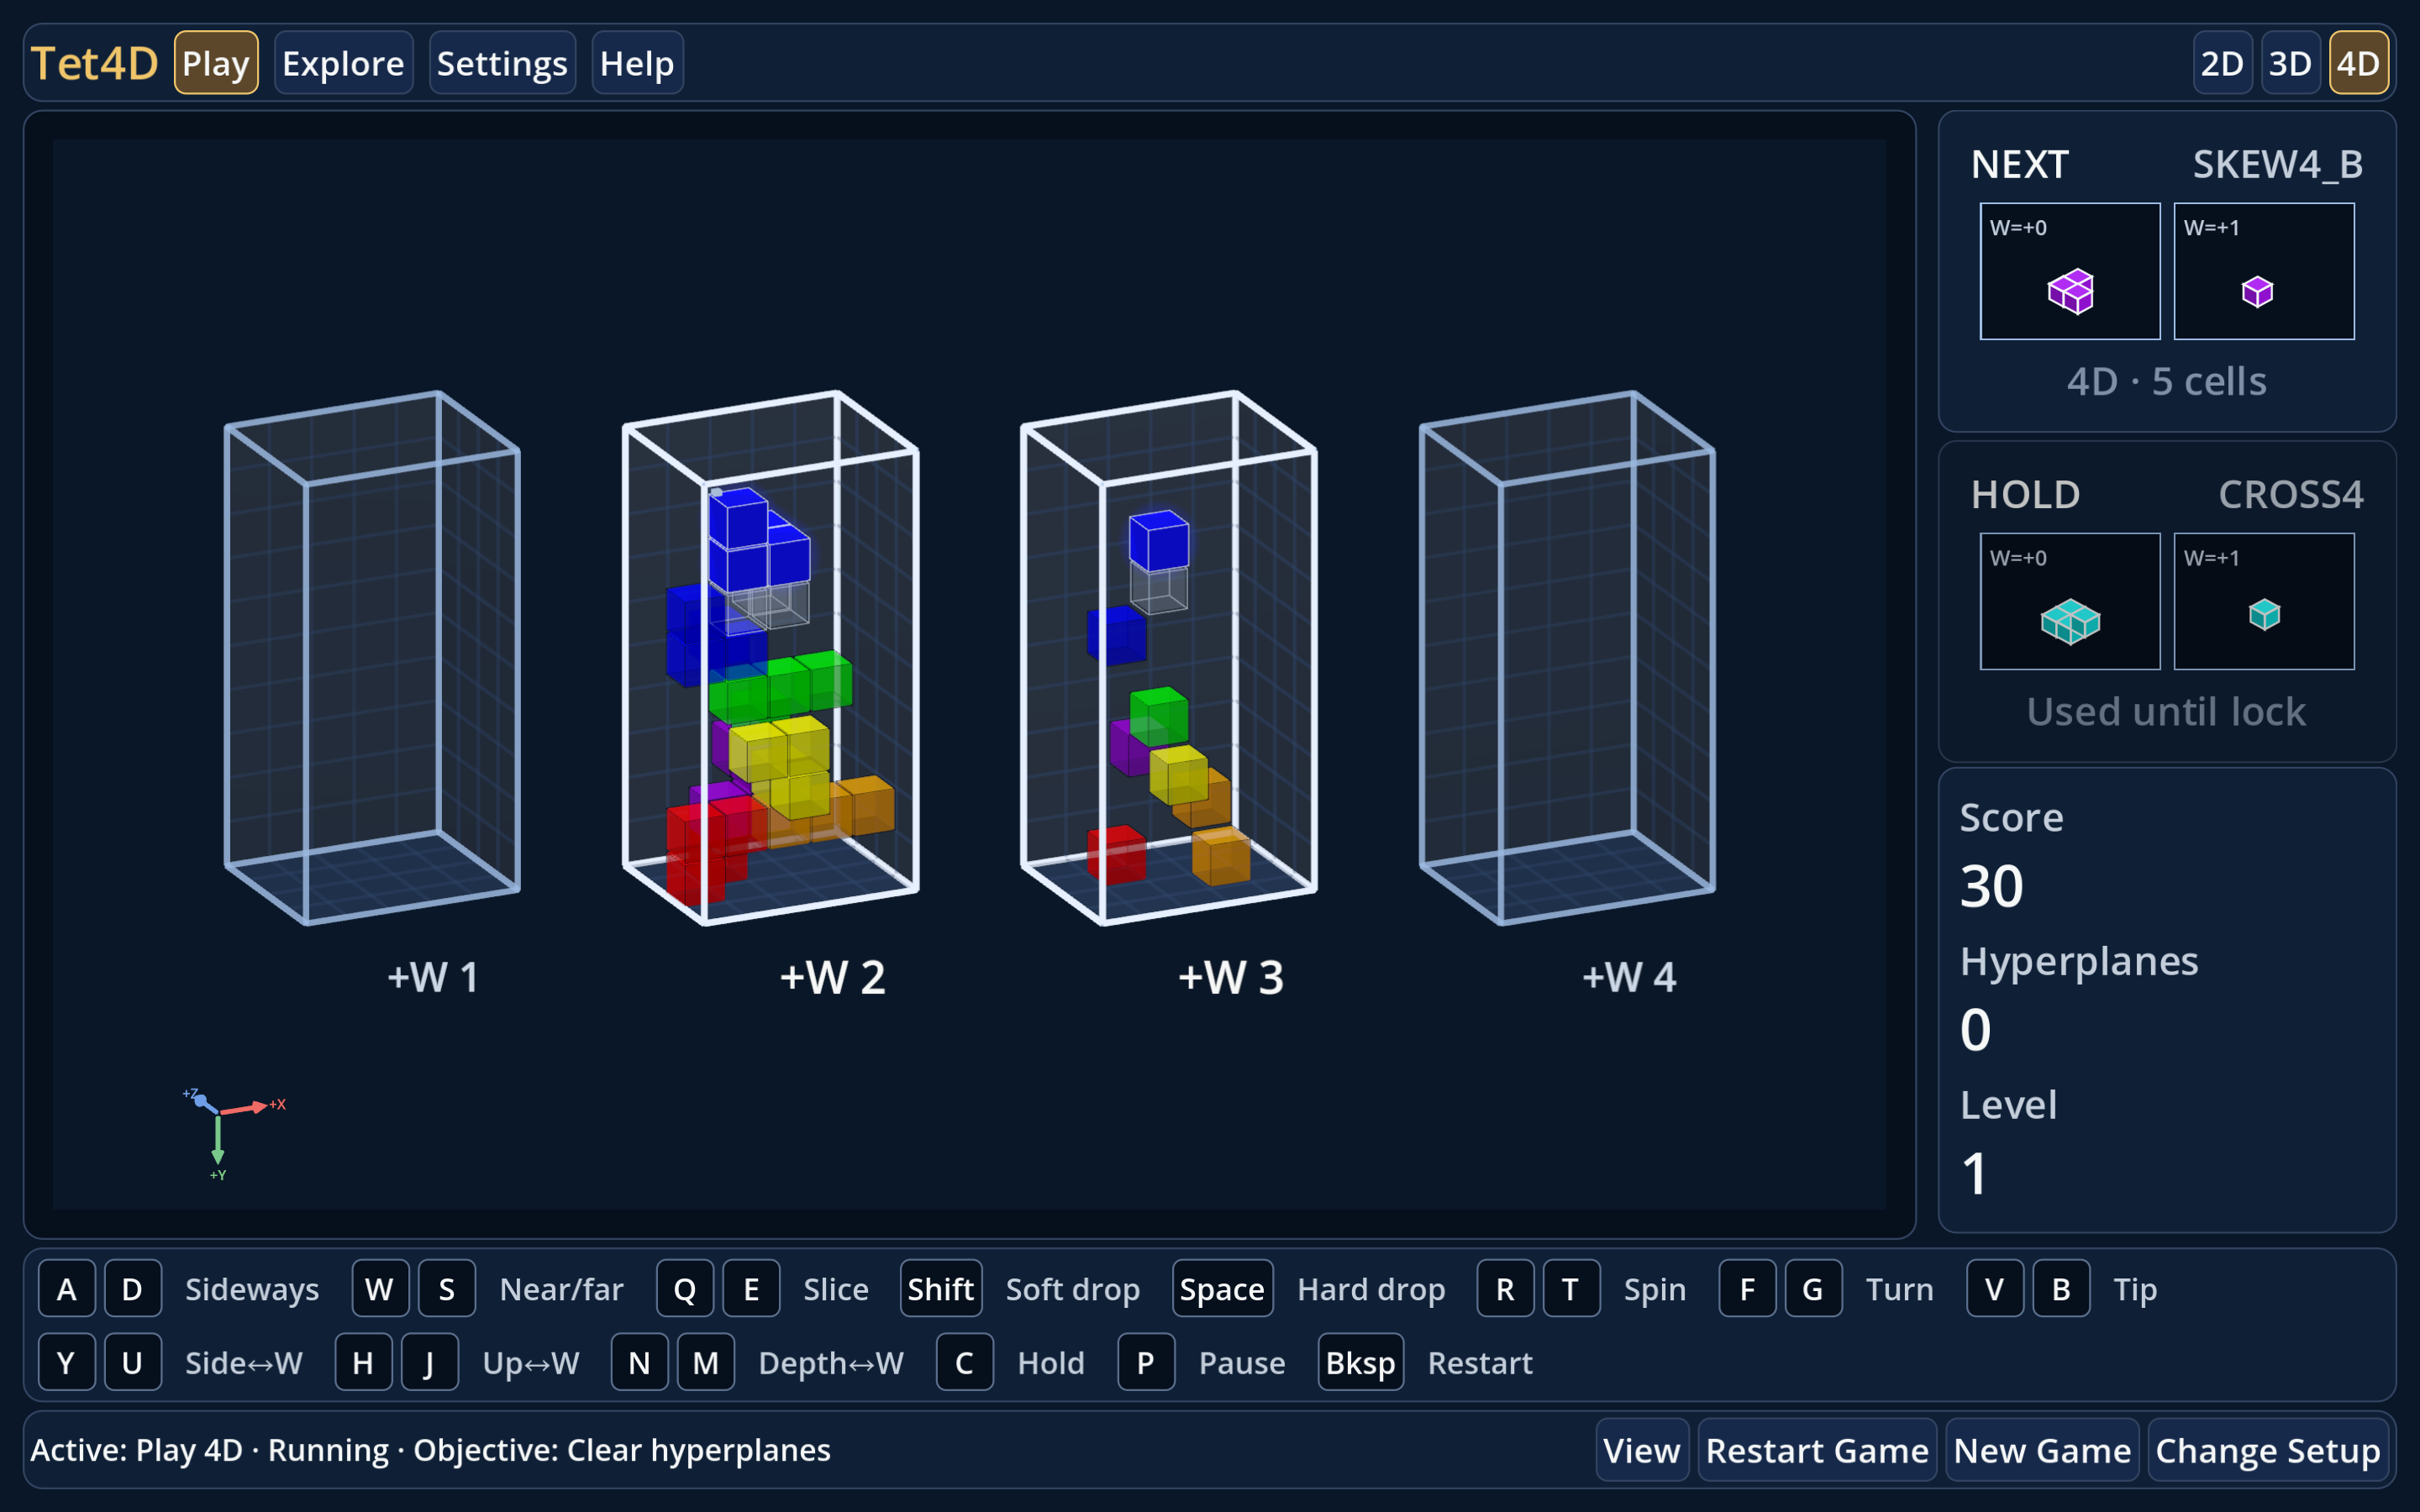 Tet4D Play Explore Settings Help 2D 3D 4D
NEXT SKEW4_B
W=+0 W=+1
4D · 5 cells
HOLD CROSS4
W=+0 W=+1
Used until lock
Score
30
Hyperplanes
0
Level
1
+W 1 +W 2 +W 3 +W 4
+Z +X
+Y
A D Sideways W S Near/far Q E Slice Shift Soft drop Space Hard drop R T Spin F G Turn V B Tip
Y U Side↔W H J Up↔W N M Depth↔W C Hold P Pause Bksp Restart
Active: Play 4D · Running · Objective: Clear hyperplanes View Restart Game New Game Change Setup